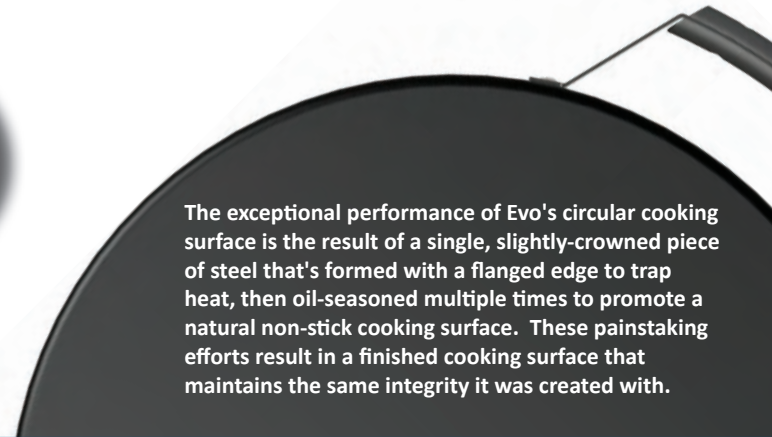 The exceptional performance of Evo's circular cooking
surface is the result of a single, slightly-crowned piece
of steel that's formed with a flanged edge to trap
heat, then oil-seasoned multiple times to promote a
natural non-stick cooking surface.  These painstaking
efforts result in a finished cooking surface that
maintains the same integrity it was created with.